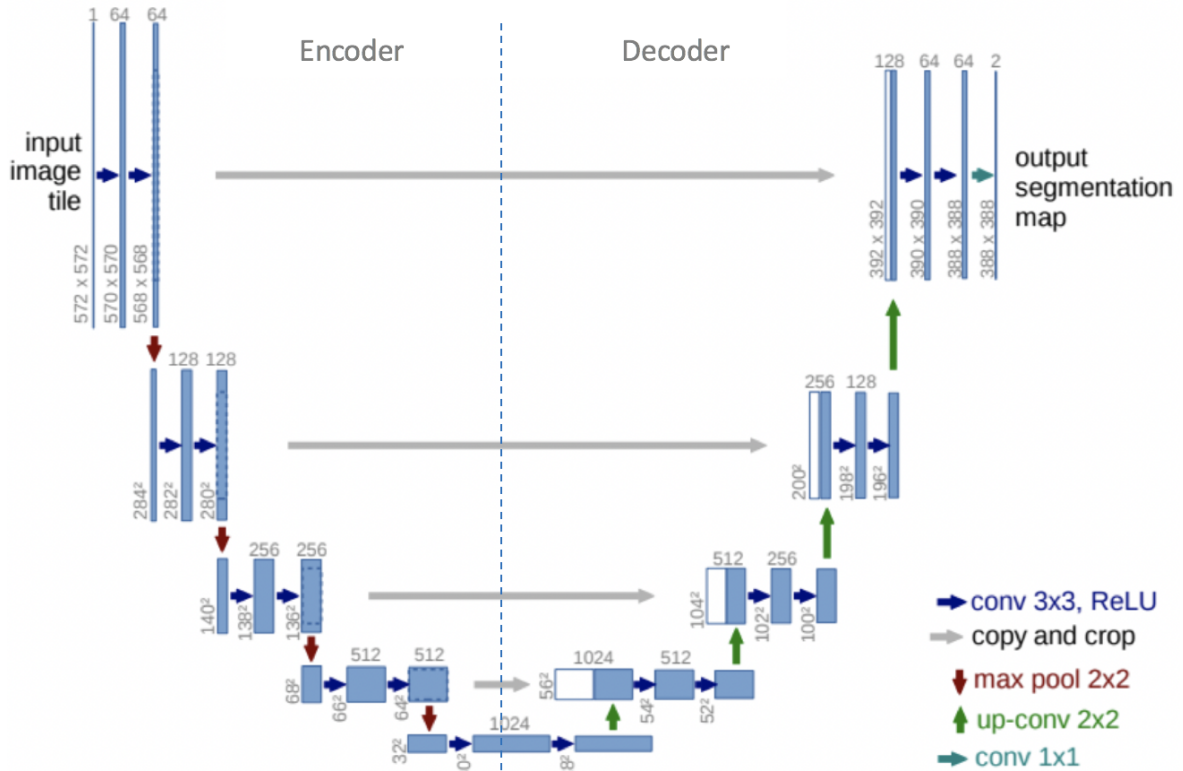 1 64 64
Encoder
Decoder
128 64 64 2
input
image
tile
output
segmentation
map
572 x 572
570 x 570
568 x 568
392 x 392
390 x 390
388 x 388
388 x 388
128 128
256 128
284²
282²
280²
200²
198²
196²
256 256
512 256
140²
138²
136²
104²
102²
100²
512 512
1024 512
68²
66²
64²
56²
54²
52²
1024
32²
0²
8²
conv 3x3, ReLU
copy and crop
max pool 2x2
up-conv 2x2
conv 1x1